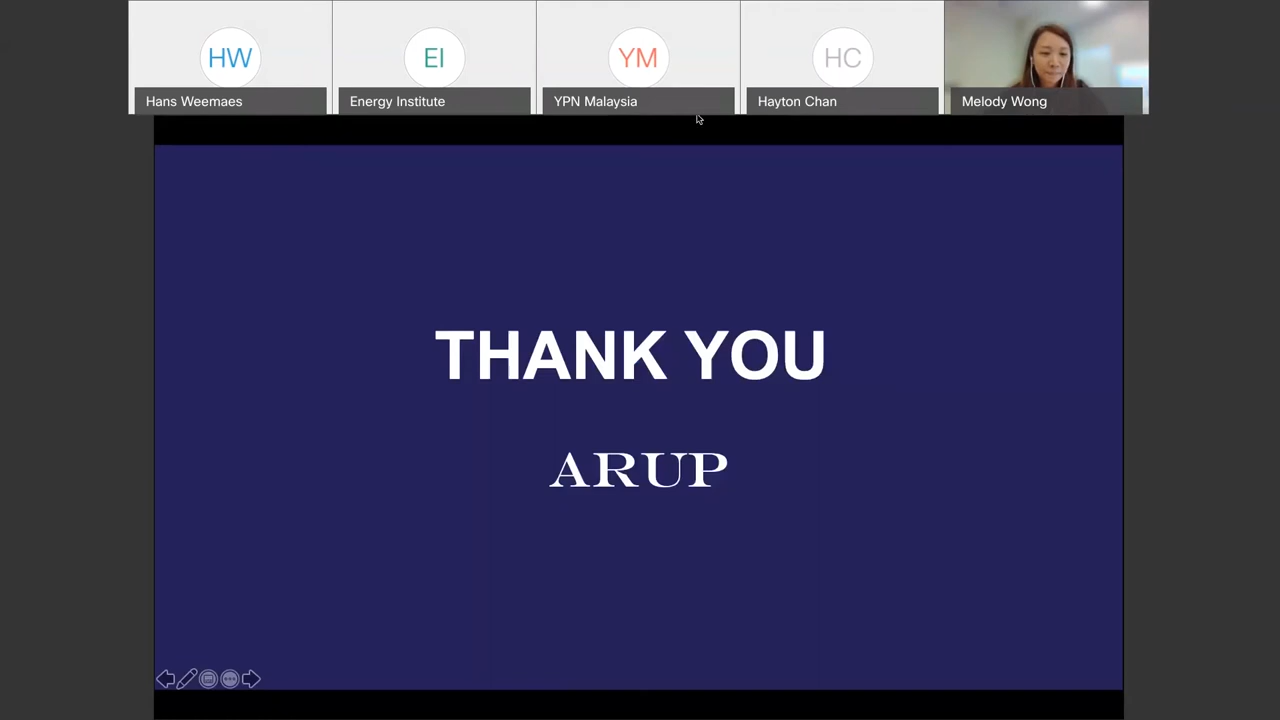 HW
EI
YM
HC
Hans Weemaes
Energy Institute
YPN Malaysia
Hayton Chan
Melody Wong
THANK YOU
ARUP